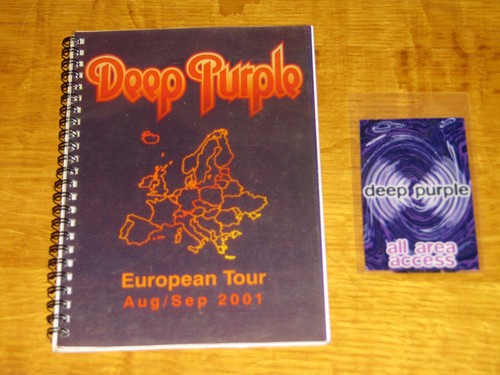 Deep Purple
European Tour
Aug/Sep 2001
deep purple
all area
access